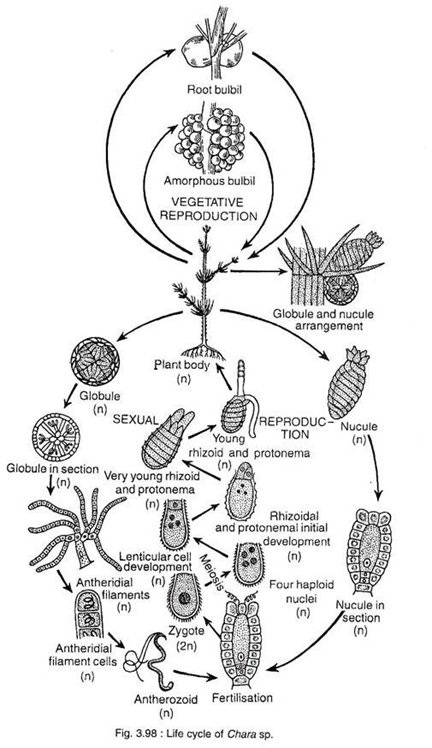 Root bulbil
Amorphous bulbil
VEGETATIVE
REPRODUCTION
Globule and nucule
arrangement
Plant body
(n)
Globule
(n)
SEXUAL
REPRODUC-
TION
Nucule
(n)
Young
rhizoid and protonema
(n)
Globule in section
(n)
Very young rhizoid
and protonema
(n)
Rhizoidal
and protonemal initial
development
(n)
Lenticular cell
development
(n)
Meiosis
Four haploid
nuclei
(n)
Antheridial
filaments
(n)
Zygote
(2n)
Nucule in
section
(n)
Antheridial
filament cells
(n)
Antherozoid
(n)
Fertilisation
Fig. 3.98 : Life cycle of Chara sp.